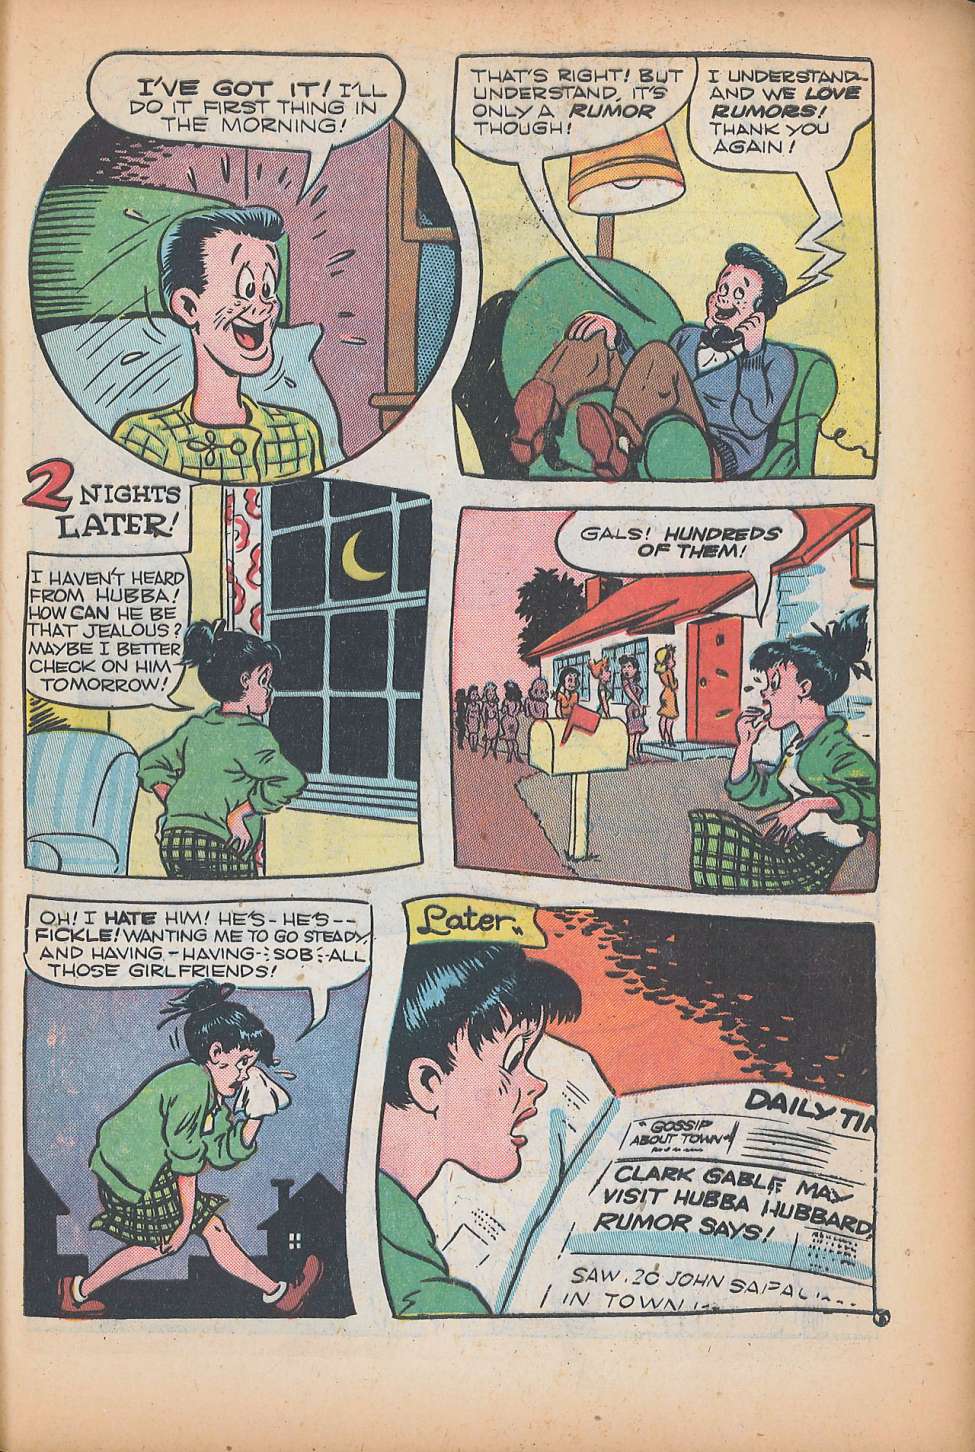 I'VE GOT IT! I'LL
DO IT FIRST THING IN
THE MORNING!
THAT'S RIGHT! BUT
UNDERSTAND, IT'S
ONLY A RUMOR
THOUGH!
I UNDERSTAND-
AND WE LOVE
RUMORS!
THANK YOU
AGAIN!
2 NIGHTS
LATER!
I HAVEN'T HEARD
FROM HUBBA!
HOW CAN HE BE
THAT JEALOUS?
MAYBE I BETTER
CHECK ON HIM
TOMORROW!
GALS! HUNDREDS
OF THEM!
OH! I HATE HIM! HE'S-HE'S--
FICKLE! WANTING ME TO GO STEADY,
AND HAVING-HAVING-SOB-ALL
THOSE GIRLFRIENDS!
Later..
DAILY TIM
"GOSSIP
ABOUT TOWN"
CLARK GABLE MAY
VISIT HUBBA HUBBARD,
RUMOR SAYS!
SAW. 20 JOHN
IN TOWN